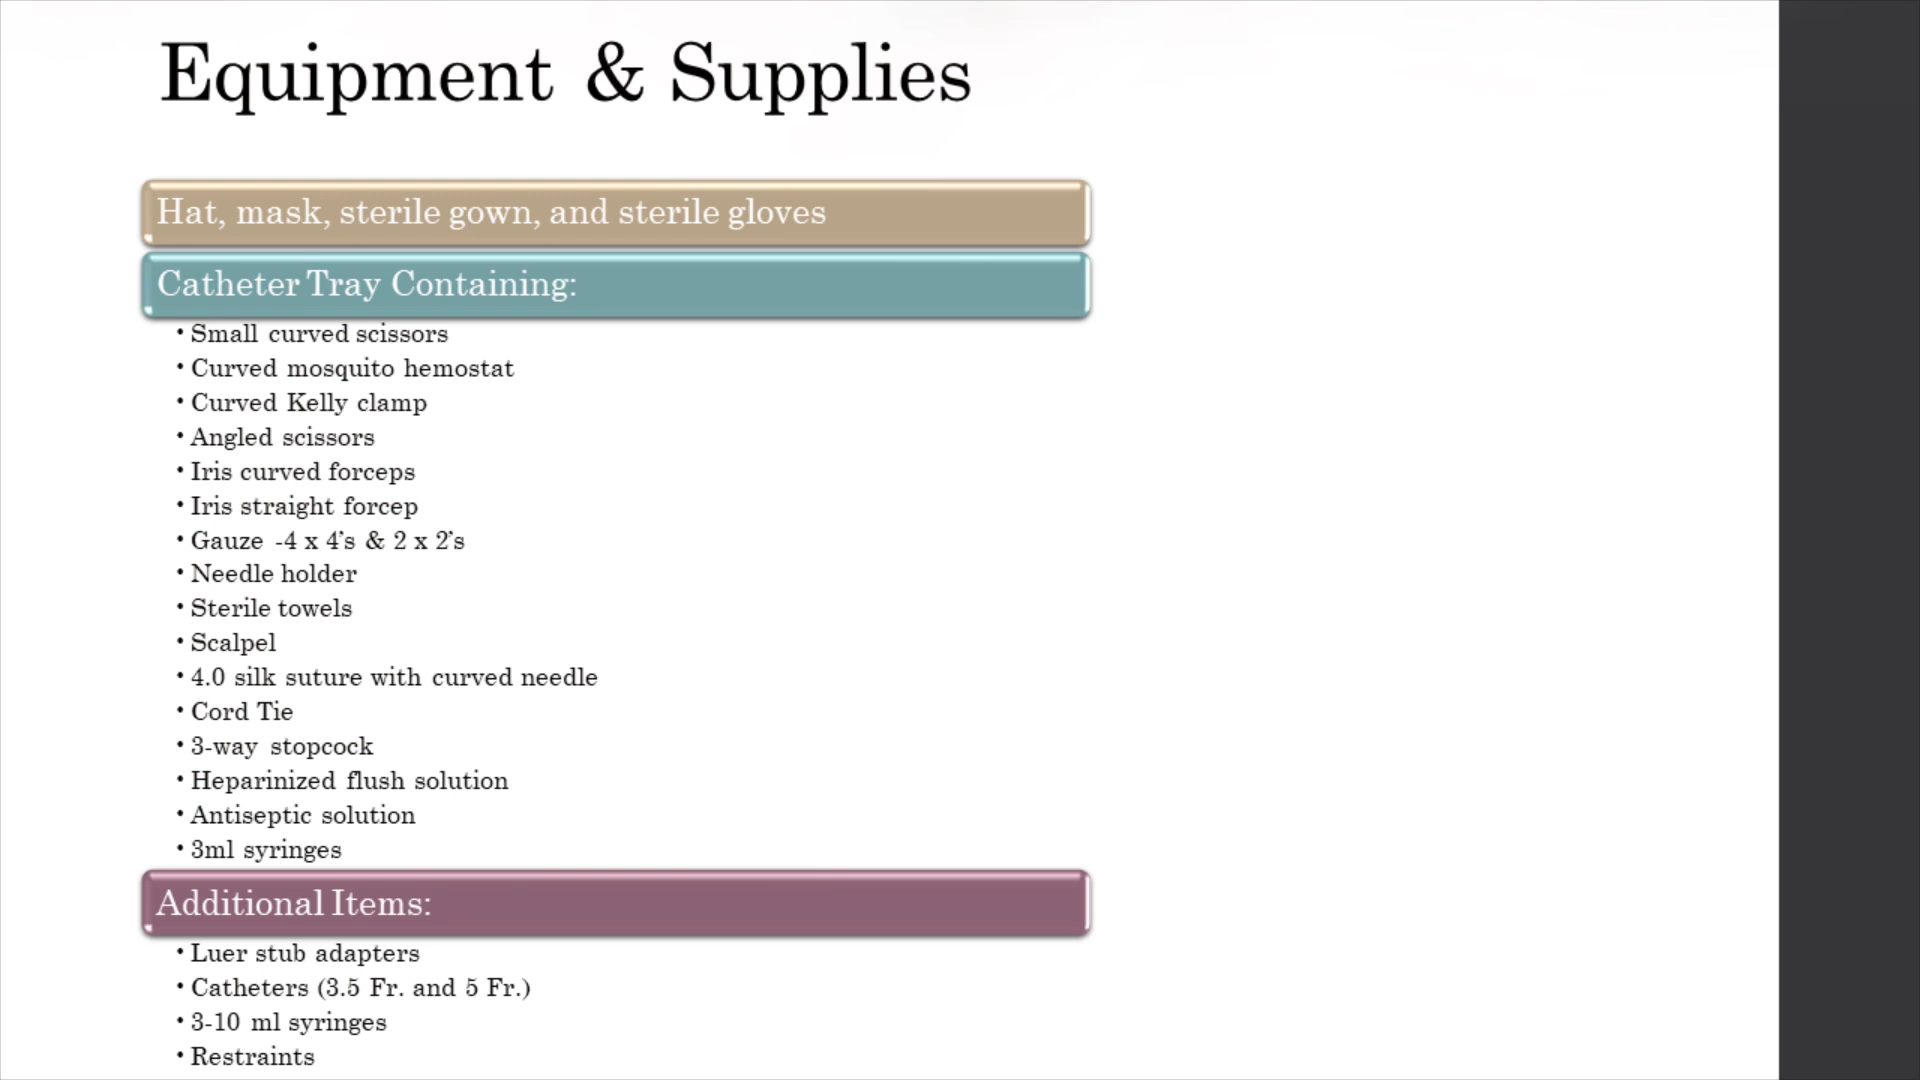 Equipment & Supplies
Hat, mask, sterile gown, and sterile gloves
Catheter Tray Containing:
• Small curved scissors
• Curved mosquito hemostat
• Curved Kelly clamp
• Angled scissors
• Iris curved forceps
• Iris straight forcep
• Gauze -4 x 4’s & 2 x 2’s
• Needle holder
• Sterile towels
• Scalpel
• 4.0 silk suture with curved needle
• Cord Tie
• 3-way stopcock
• Heparinized flush solution
• Antiseptic solution
• 3ml syringes
Additional Items:
• Luer stub adapters
• Catheters (3.5 Fr. and 5 Fr.)
• 3-10 ml syringes
• Restraints